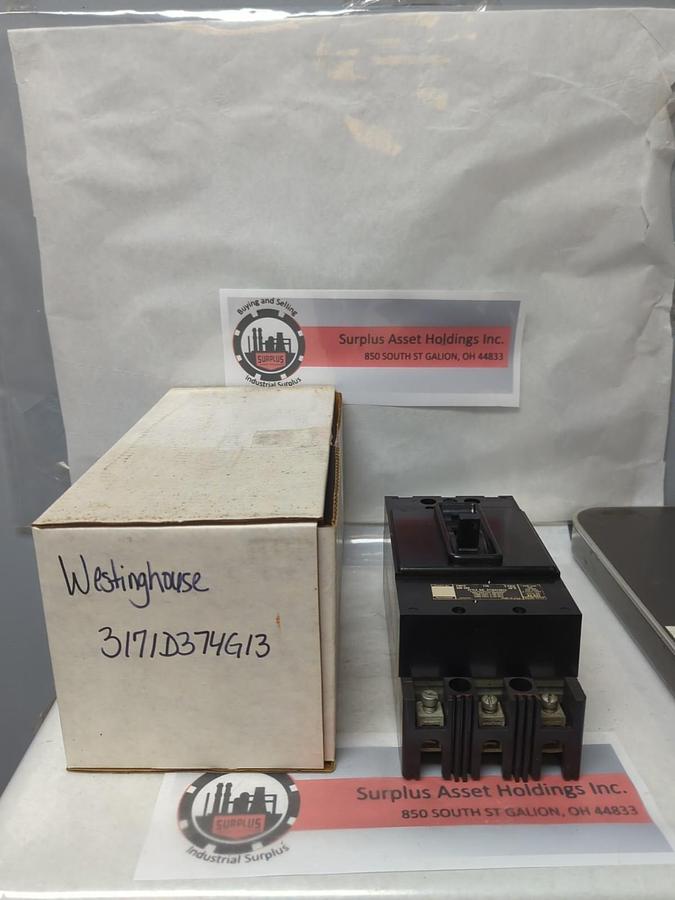 Buying and Selling
SURPLUS
Industrial Surplus
Surplus Asset Holdings Inc.
850 SOUTH ST GALION, OH 44833
Westinghouse
3171D374G13
SURPLUS
Industrial Surplus
Surplus Asset Holdings Inc.
850 SOUTH ST GALION, OH 44833